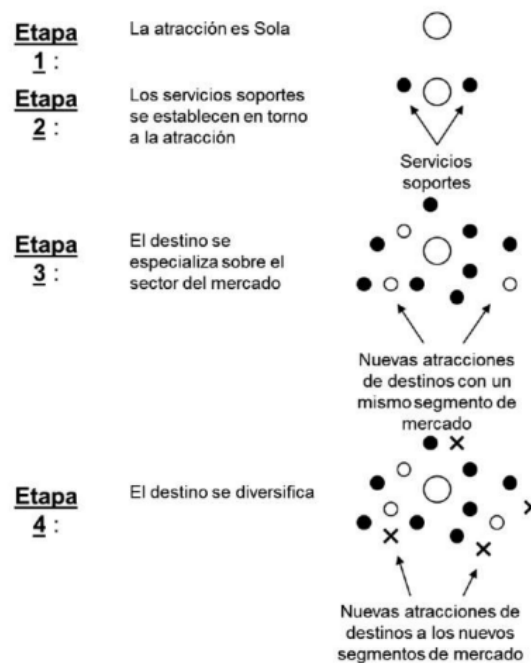 Etapa
1 :
La atracción es Sola
Etapa
2 :
Los servicios soportes
se establecen en torno
a la atracción
Servicios
soportes
Etapa
3 :
El destino se
especializa sobre el
sector del mercado
Nuevas atracciones
de destinos con un
mismo segmento de
mercado
Etapa
4 :
El destino se diversifica
Nuevas atracciones de
destinos a los nuevos
segmentos de mercado